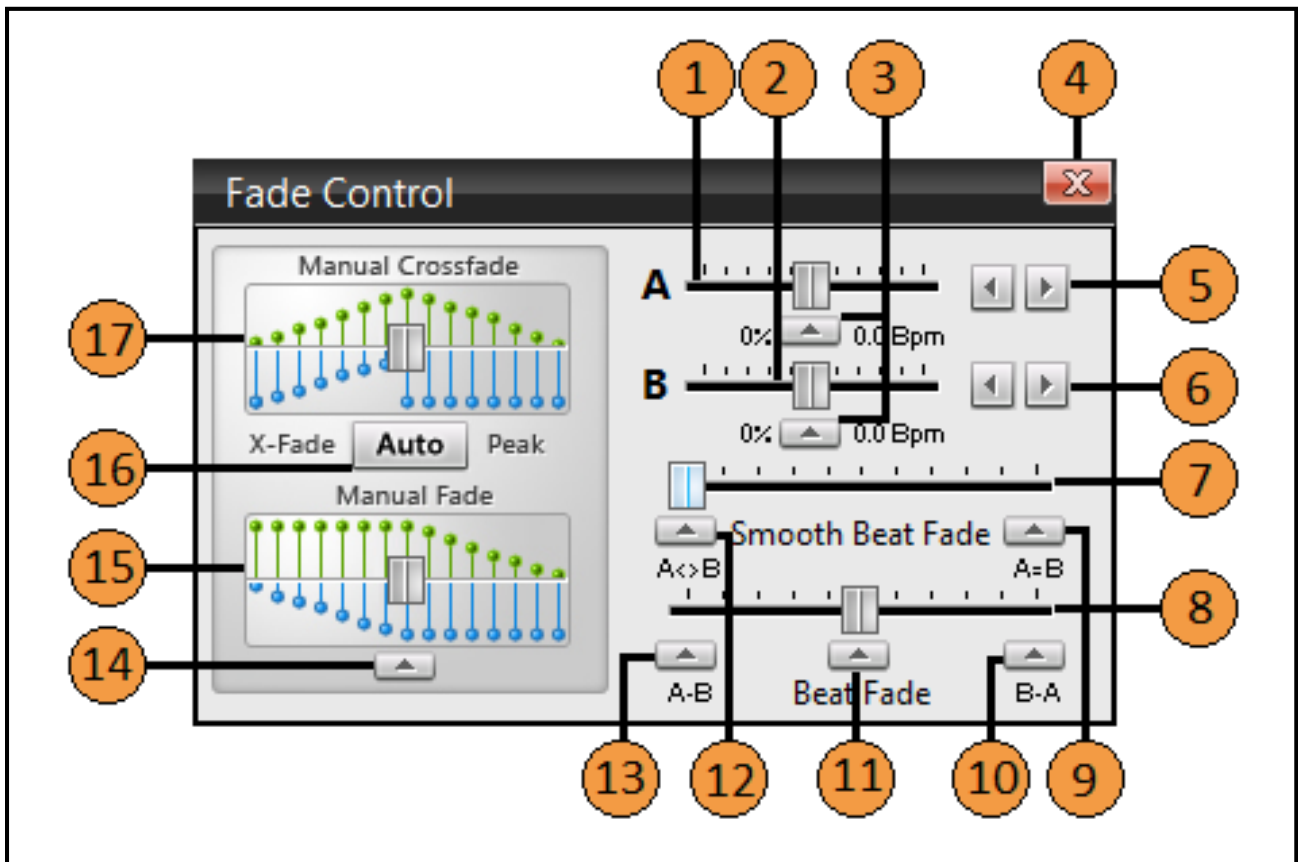 1 2 3 4
Fade Control X
Manual Crossfade
A
5
17
0% 0.0 Bpm
B
6
0% 0.0 Bpm
X-Fade Auto Peak
16
7
Manual Fade
Smooth Beat Fade
A<>B A=B
15
8
14
A-B Beat Fade B-A
13 12 11 10 9